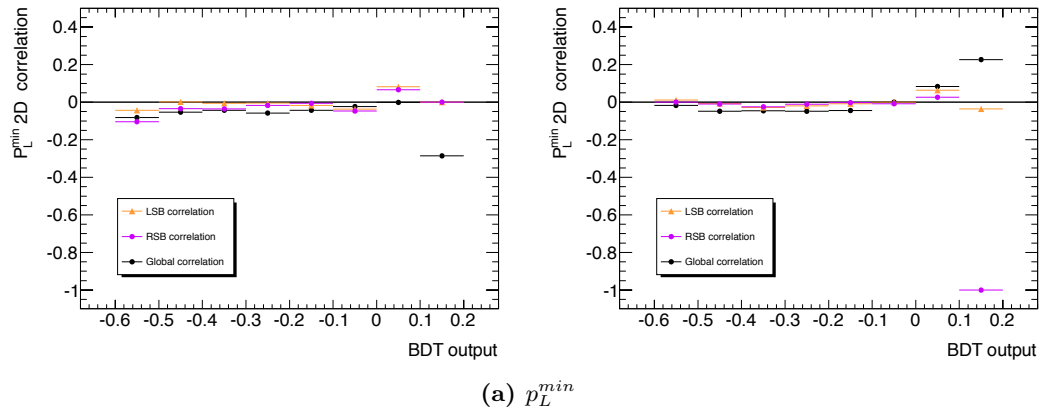 P_L^min 2D correlation
0.4
0.2
0
-0.2
-0.4
-0.6
-0.8
-1
LSB correlation
RSB correlation
Global correlation
-0.6 -0.5 -0.4 -0.3 -0.2 -0.1 0 0.1 0.2
BDT output
P_L^min 2D correlation
0.4
0.2
0
-0.2
-0.4
-0.6
-0.8
-1
LSB correlation
RSB correlation
Global correlation
-0.6 -0.5 -0.4 -0.3 -0.2 -0.1 0 0.1 0.2
BDT output
(a) p_L^min